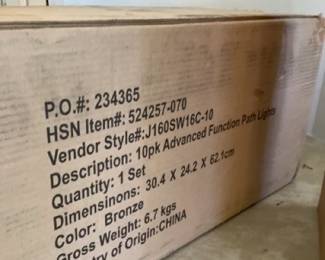 P.O.#: 234365
HSN Item#: 524257-070
Vendor Style#:J160SW16C-10
Description: 10pk Advanced Function Path Lights
Quantity: 1 Set
Dimensinons: 30.4 X 24.2 X 62.1cm
Color: Bronze
Gross Weight: 6.7 kgs
try of Origin:CHINA